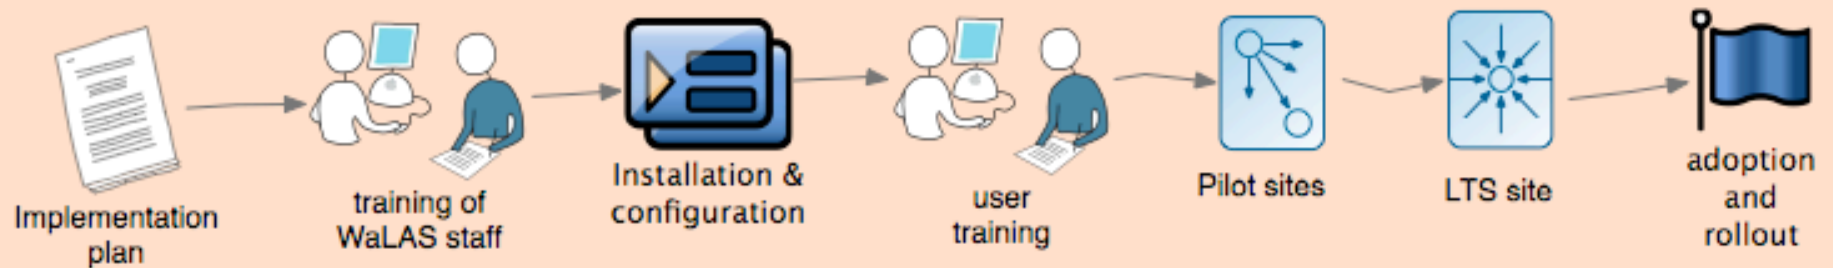 Implementation
plan
training of
WaLAS staff
Installation &
configuration
user
training
Pilot sites
LTS site
adoption
and
rollout